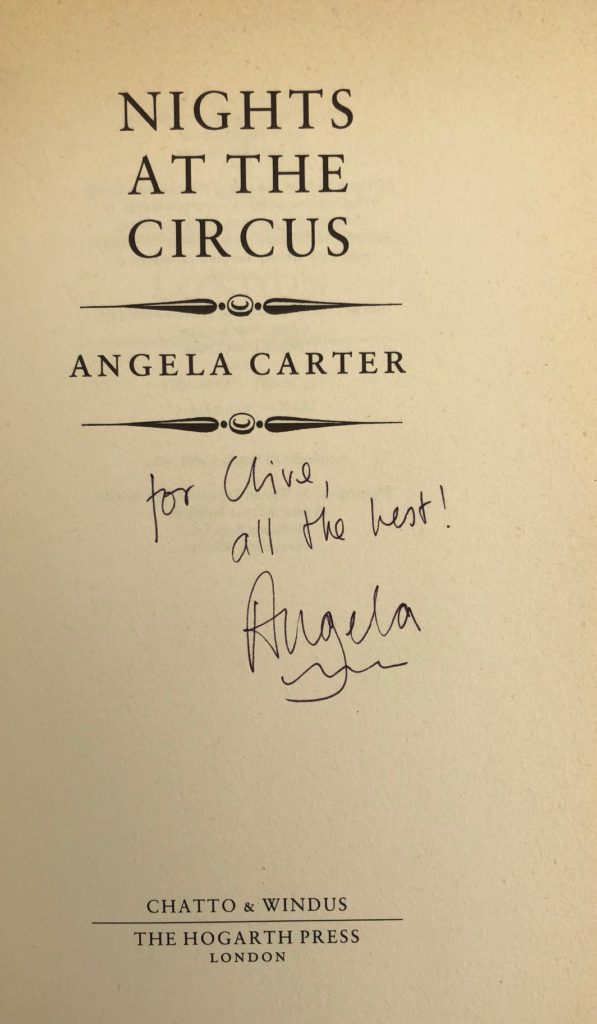 NIGHTS
AT THE
CIRCUS
ANGELA CARTER
for Clive,
all the best!
Angela
CHATTO & WINDUS
THE HOGARTH PRESS
LONDON